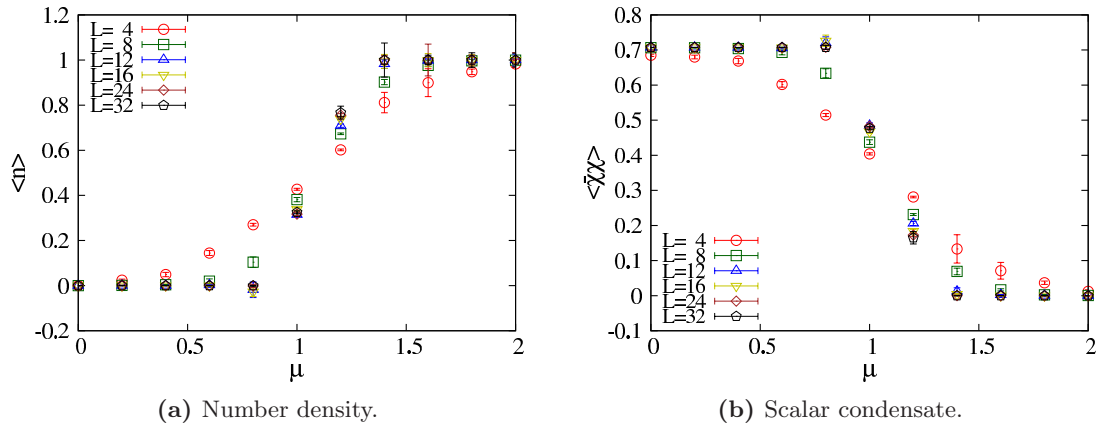 1.2
1
0.8
0.6
0.4
0.2
0
-0.2
<n>
L= 4
L= 8
L=12
L=16
L=24
L=32
0 0.5 1 1.5 2
μ
(a) Number density.
0.8
0.7
0.6
0.5
0.4
0.3
0.2
0.1
0
-0.1
<χ̄χ>
L= 4
L= 8
L=12
L=16
L=24
L=32
0 0.5 1 1.5 2
μ
(b) Scalar condensate.